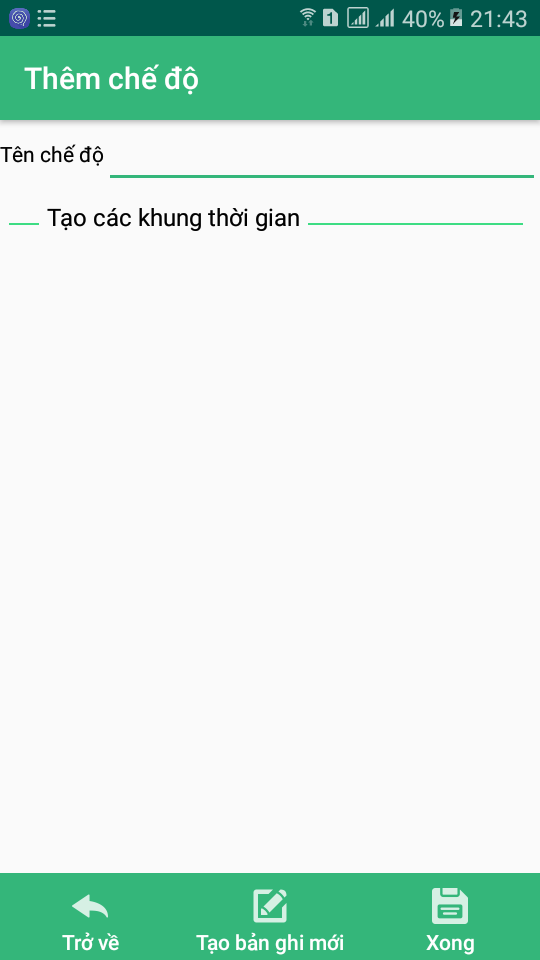 1 40% 21:43
Thêm chế độ
Tên chế độ
Tạo các khung thời gian
Trở về Tạo bản ghi mới Xong